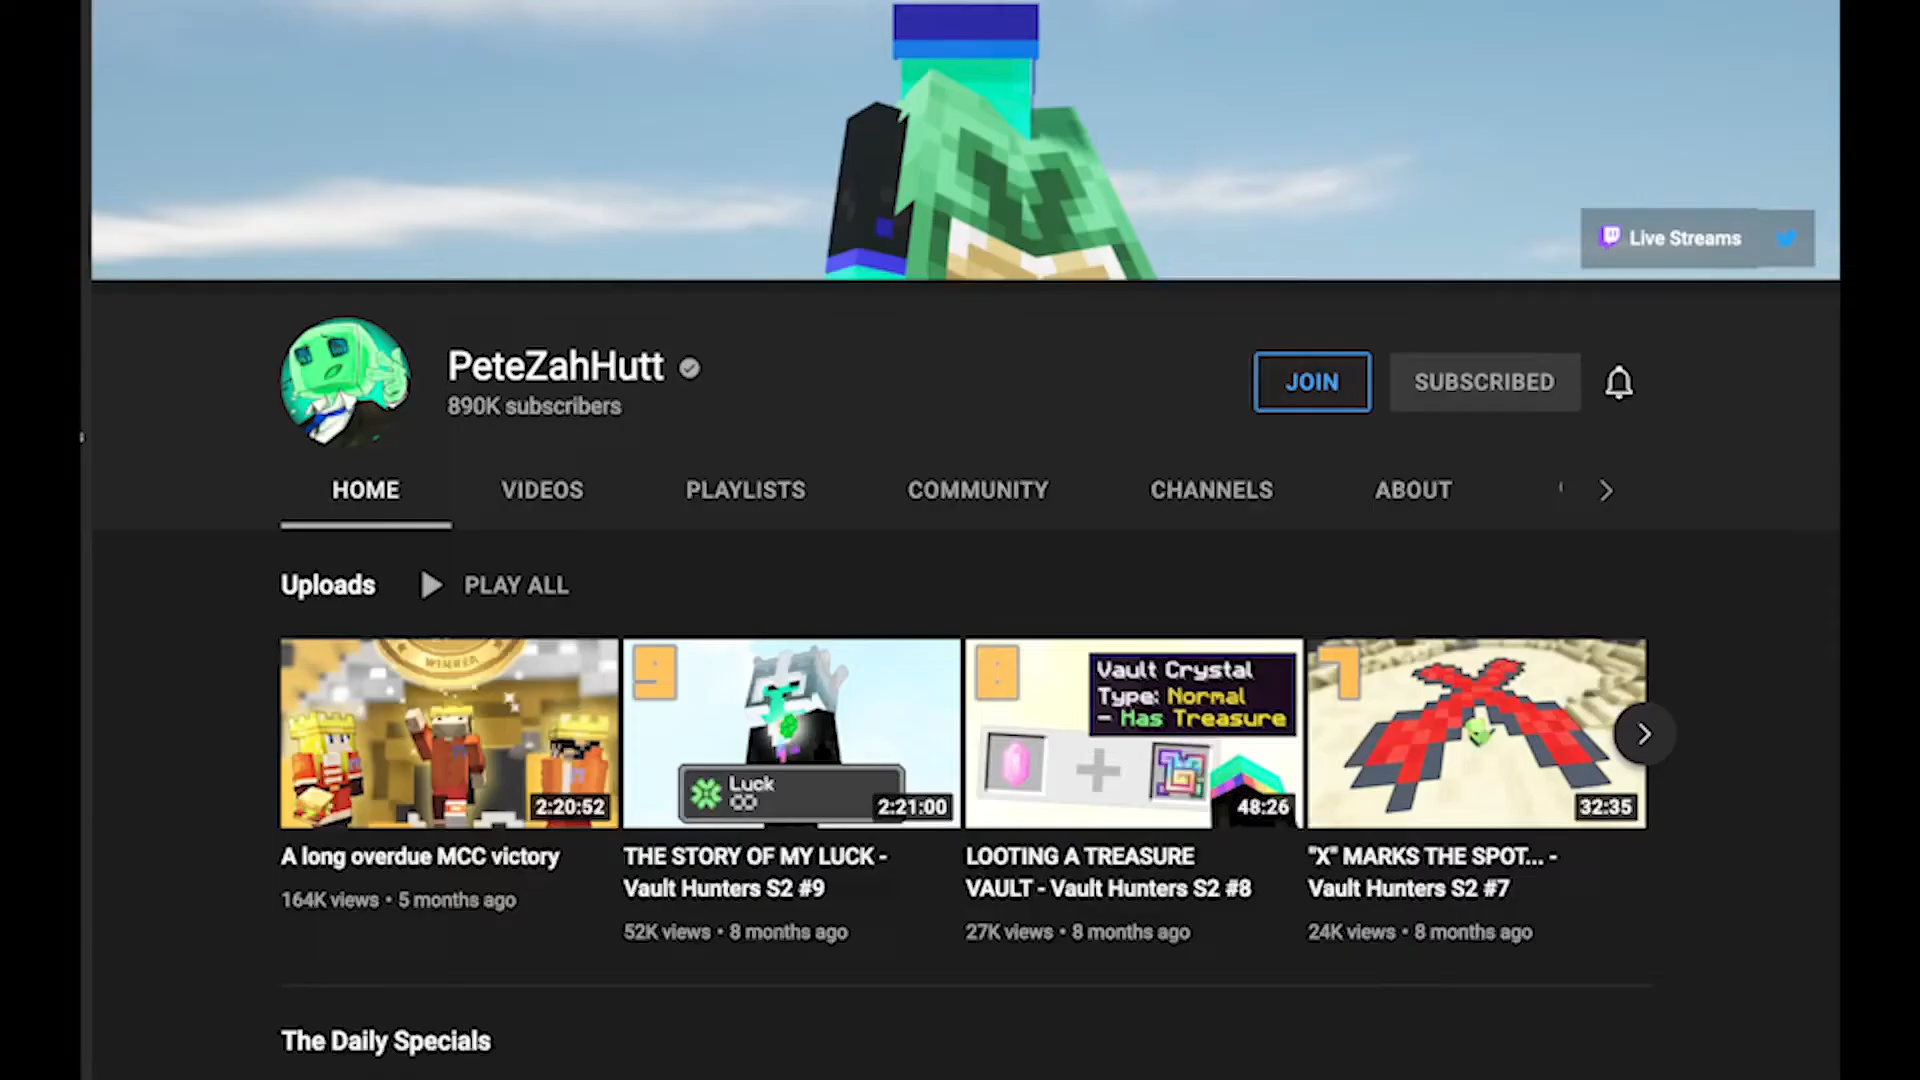 Live Streams
PeteZahHutt
890K subscribers
JOIN
SUBSCRIBED
HOME
VIDEOS
PLAYLISTS
COMMUNITY
CHANNELS
ABOUT
Uploads
PLAY ALL
WINNER
2:20:52
9
Luck
∞
2:21:00
8
Vault Crystal
Type: Normal
- Has Treasure
48:26
7
32:35
A long overdue MCC victory
164K views • 5 months ago
THE STORY OF MY LUCK -
Vault Hunters S2 #9
52K views • 8 months ago
LOOTING A TREASURE
VAULT - Vault Hunters S2 #8
27K views • 8 months ago
"X" MARKS THE SPOT... -
Vault Hunters S2 #7
24K views • 8 months ago
The Daily Specials